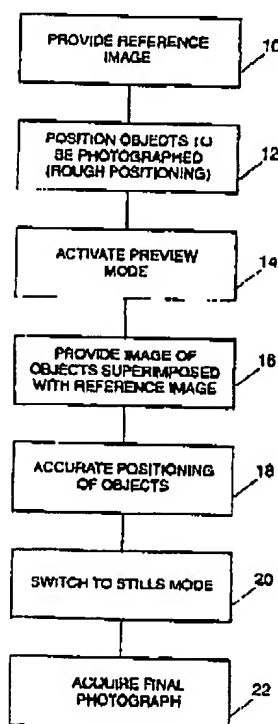 PROVIDE REFERENCE
IMAGE
10
POSITION OBJECTS TO
BE PHOTOGRAPHED
(ROUGH POSITIONING)
12
ACTIVATE PREVIEW
MODE
14
PROVIDE IMAGE OF
OBJECTS SUPERIMPOSED
WITH REFERENCE IMAGE
16
ACCURATE POSITIONING
OF OBJECTS
18
SWITCH TO STILLS MODE
20
ACQUIRE FINAL
PHOTOGRAPH
22